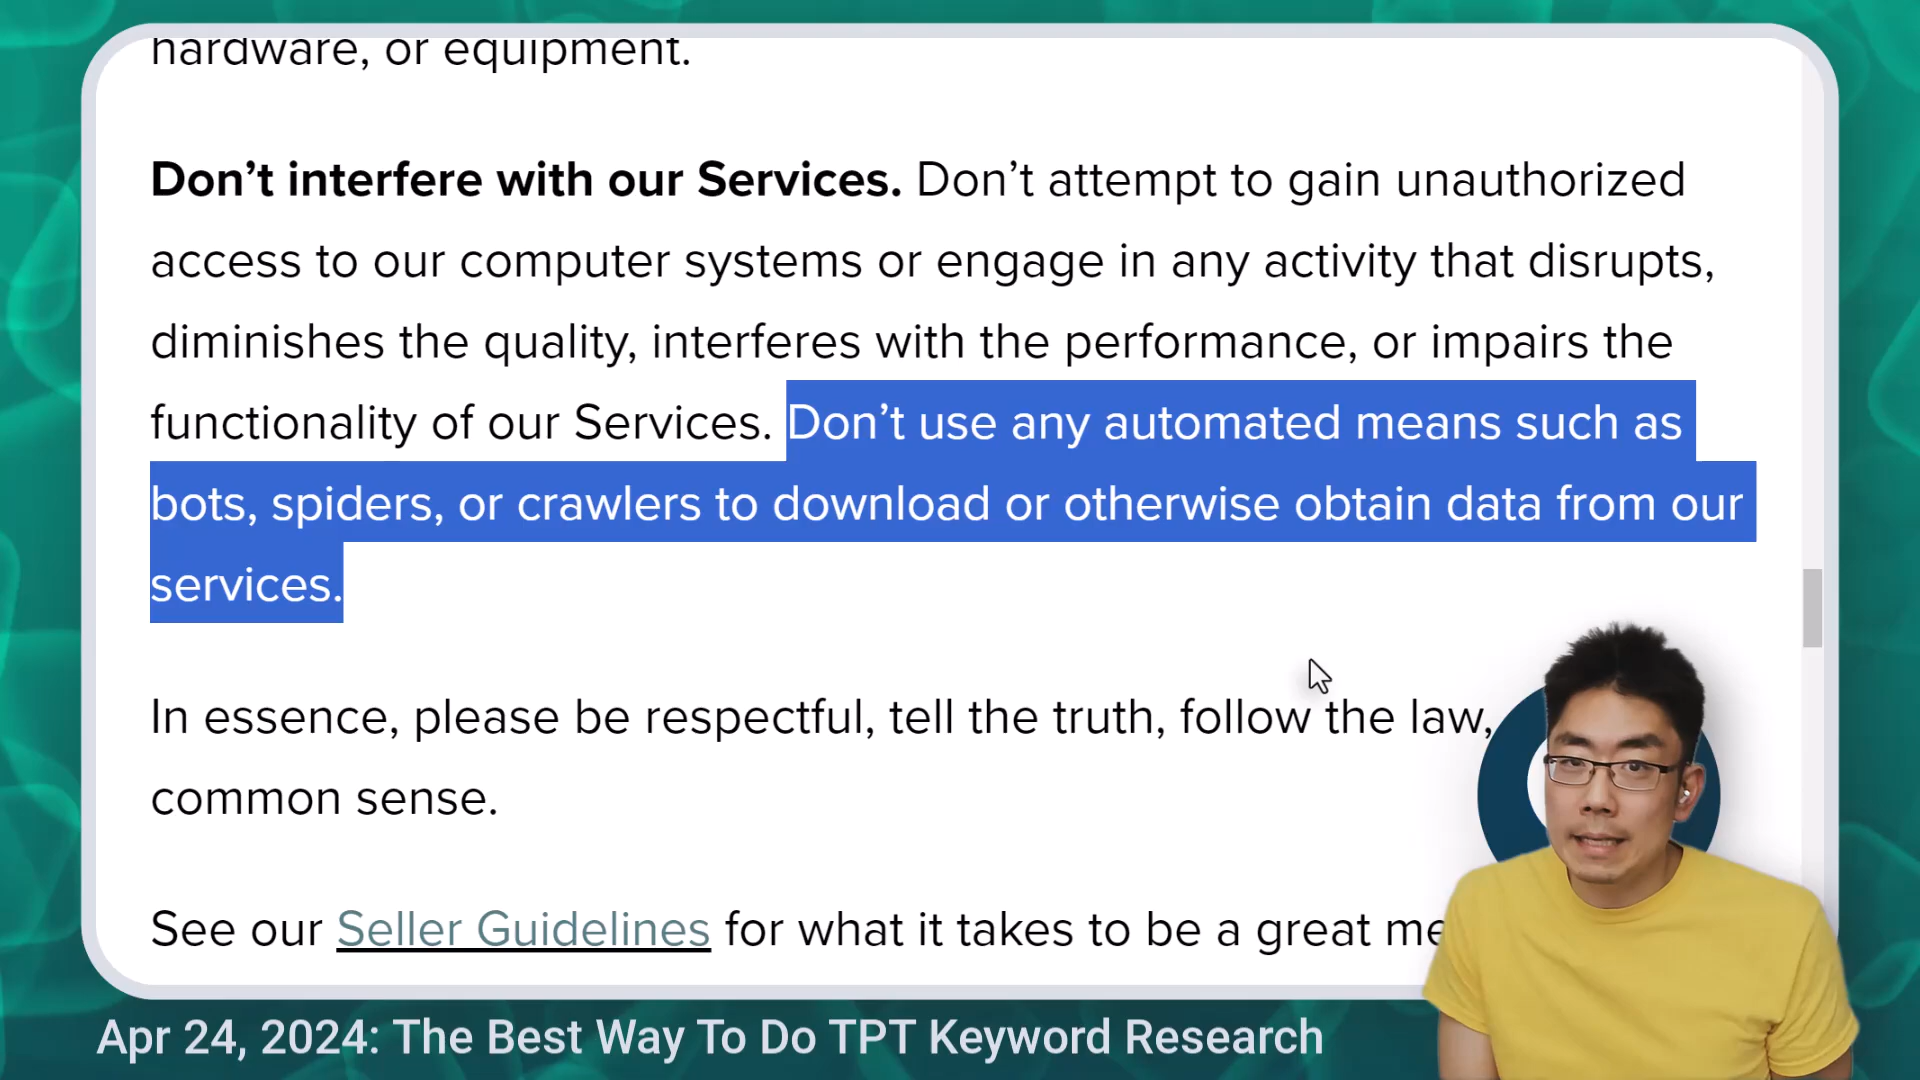 hardware, or equipment.
Don’t interfere with our Services. Don’t attempt to gain unauthorized
access to our computer systems or engage in any activity that disrupts,
diminishes the quality, interferes with the performance, or impairs the
functionality of our Services. Don’t use any automated means such as
bots, spiders, or crawlers to download or otherwise obtain data from our
services.
In essence, please be respectful, tell the truth, follow the law,
common sense.
See our Seller Guidelines for what it takes to be a great
Apr 24, 2024: The Best Way To Do TPT Keyword Research